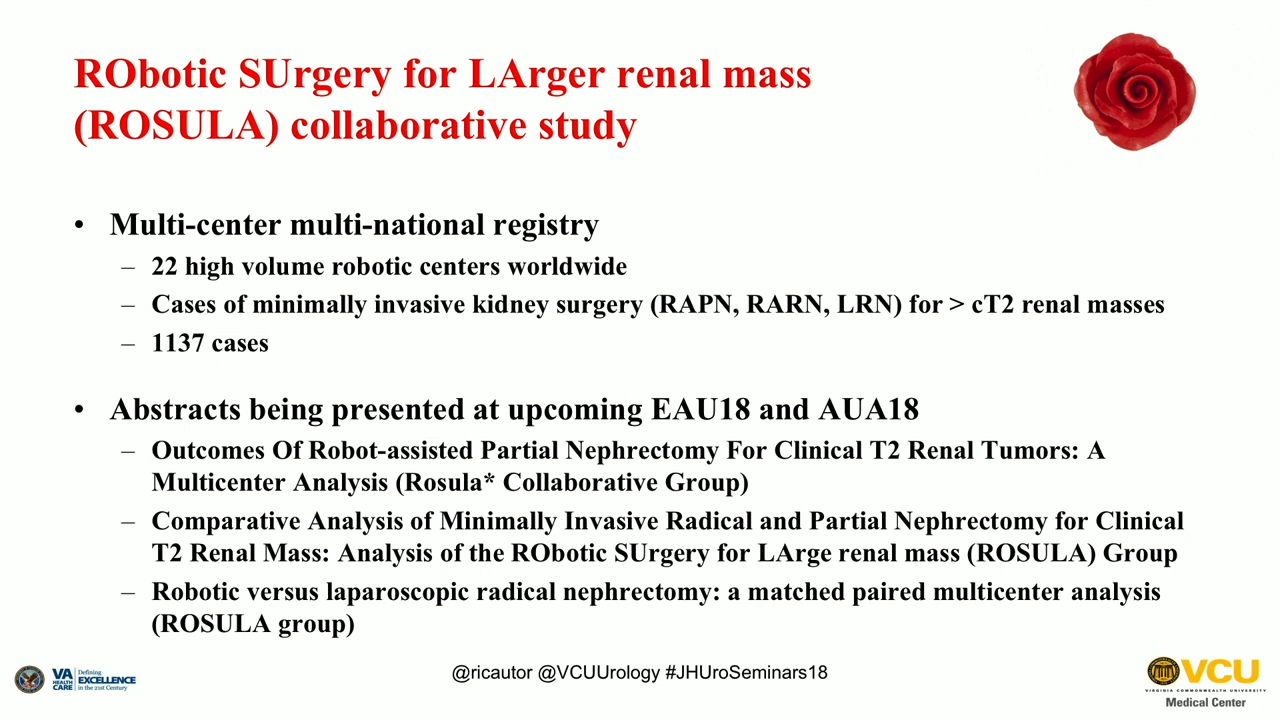 RObotic SUrgery for LArger renal mass
(ROSULA) collaborative study
• Multi-center multi-national registry
– 22 high volume robotic centers worldwide
– Cases of minimally invasive kidney surgery (RAPN, RARN, LRN) for > cT2 renal masses
– 1137 cases
• Abstracts being presented at upcoming EAU18 and AUA18
– Outcomes Of Robot-assisted Partial Nephrectomy For Clinical T2 Renal Tumors: A
Multicenter Analysis (Rosula* Collaborative Group)
– Comparative Analysis of Minimally Invasive Radical and Partial Nephrectomy for Clinical
T2 Renal Mass: Analysis of the RObotic SUrgery for LArge renal mass (ROSULA) Group
– Robotic versus laparoscopic radical nephrectomy: a matched paired multicenter analysis
(ROSULA group)
VA
HEALTH
CARE
Defining
EXCELLENCE
in the 21st Century
@ricautor @VCUUrology #JHUroSeminars18
VCU
VIRGINIA COMMONWEALTH UNIVERSITY
Medical Center